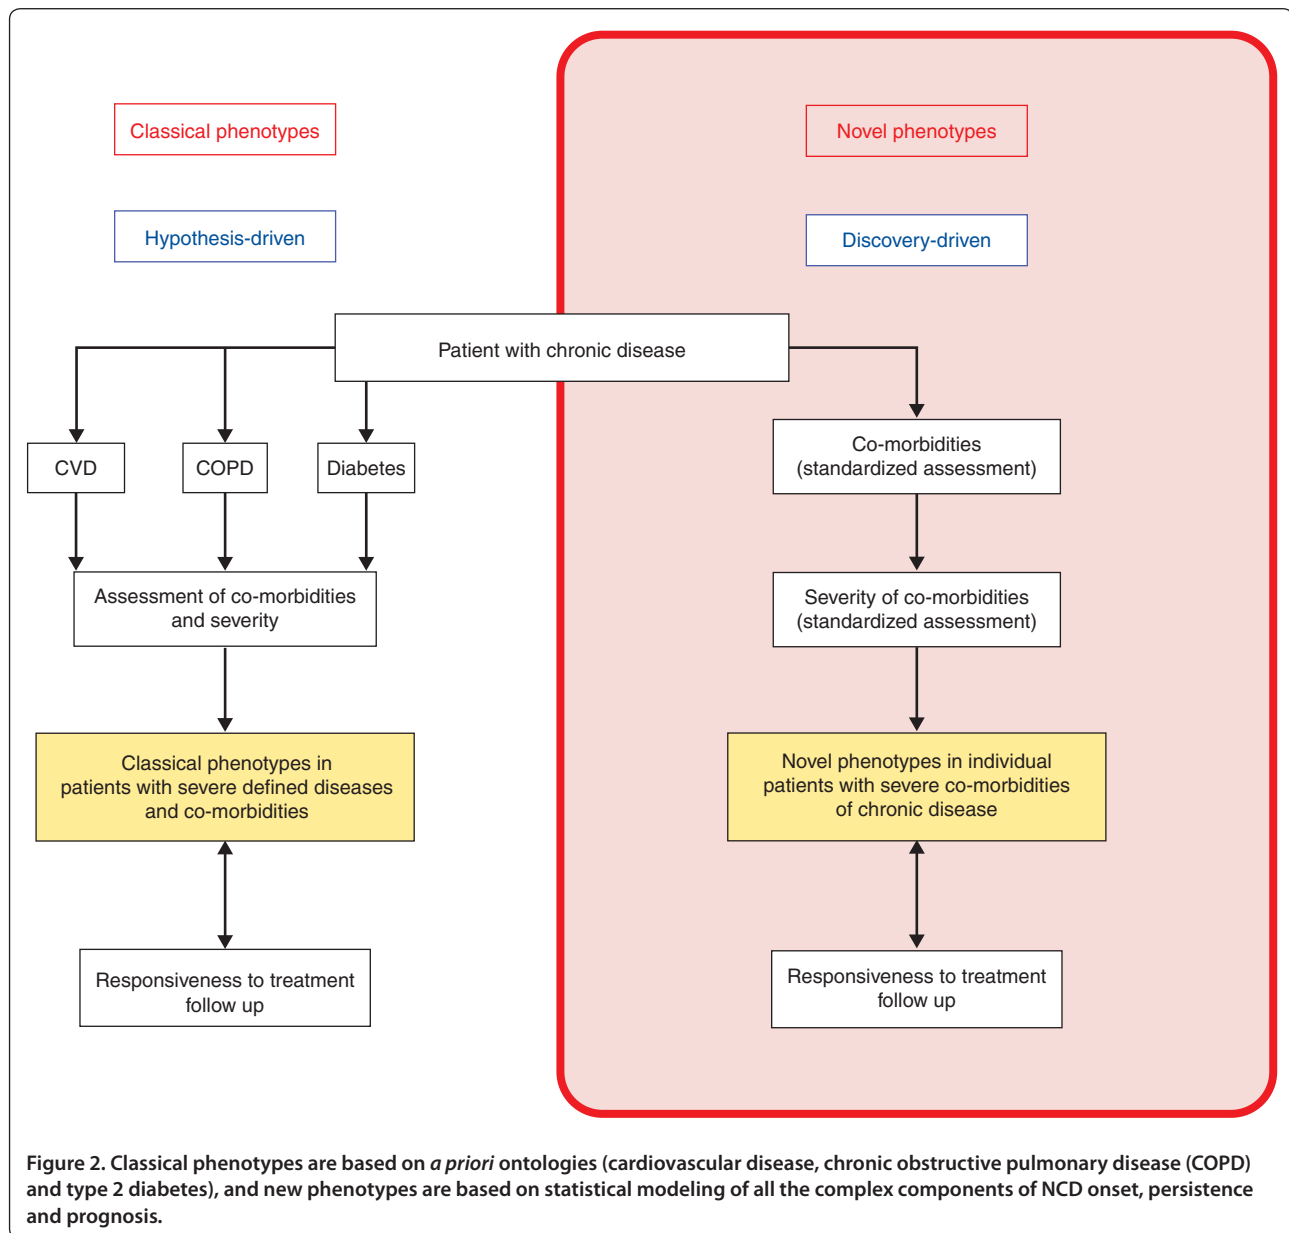 Classical phenotypes
Novel phenotypes
Hypothesis-driven
Discovery-driven
Patient with chronic disease
CVD
COPD
Diabetes
Co-morbidities
(standardized assessment)
Assessment of co-morbidities
and severity
Severity of co-morbidities
(standardized assessment)
Classical phenotypes in
patients with severe defined diseases
and co-morbidities
Novel phenotypes in individual
patients with severe co-morbidities
of chronic disease
Responsiveness to treatment
follow up
Responsiveness to treatment
follow up
Figure 2. Classical phenotypes are based on a priori ontologies (cardiovascular disease, chronic obstructive pulmonary disease (COPD)
and type 2 diabetes), and new phenotypes are based on statistical modeling of all the complex components of NCD onset, persistence
and prognosis.